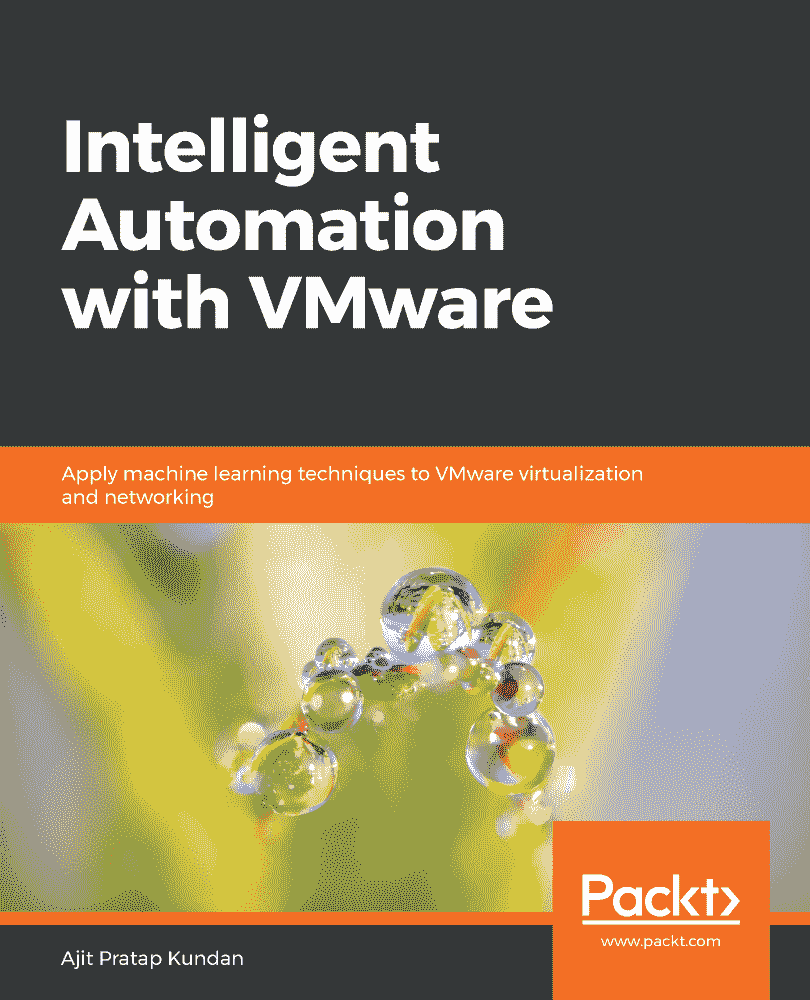 Intelligent
Automation
with VMware
Apply machine learning techniques to VMware virtualization
and networking
Packt>
www.packt.com
Ajit Pratap Kundan